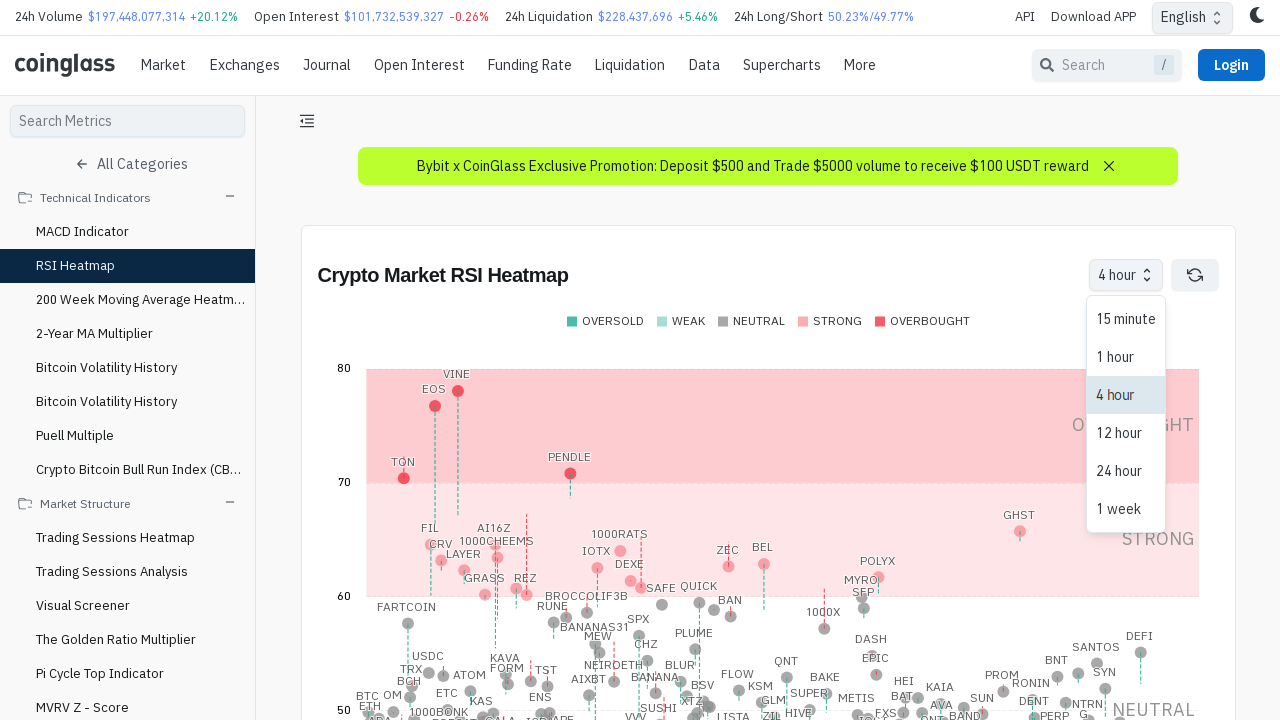 24h Volume $197,448,077,314 +20.12% Open Interest $101,732,539,327 -0.26% 24h Liquidation $228,437,696 +5.46% 24h Long/Short 50.23%/49.77% API Download APP English
coinglass Market Exchanges Journal Open Interest Funding Rate Liquidation Data Supercharts More Search / Login
Search Metrics
All Categories
Technical Indicators
MACD Indicator
RSI Heatmap
200 Week Moving Average Heatm...
2-Year MA Multiplier
Bitcoin Volatility History
Bitcoin Volatility History
Puell Multiple
Crypto Bitcoin Bull Run Index (CB...
Market Structure
Trading Sessions Heatmap
Trading Sessions Analysis
Visual Screener
The Golden Ratio Multiplier
Pi Cycle Top Indicator
MVRV Z - Score
Bybit x CoinGlass Exclusive Promotion: Deposit $500 and Trade $5000 volume to receive $100 USDT reward
Crypto Market RSI Heatmap
4 hour
15 minute
1 hour
4 hour
12 hour
24 hour
1 week
OVERSOLD WEAK NEUTRAL STRONG OVERBOUGHT
80
VINE
EOS
TON
PENDLE
70
GHST
STRONG
FIL AI16Z
1000RATS
CRV 1000CHEEMS
LAYER IOTX ZEC BEL
DEXE POLYX
GRASS REZ SAFE QUICK MYRO
SFP
60
BROCCOLIF3B BAN
FARTCOIN RUNE 1000X
BANANAS31 SPX
MEW PLUME DASH DEFI
CHZ SANTOS
USDC KAVA NEIROETH BLUR QNT EPIC BNT
TRX ATOM FORM TST FLOW BAKE PROM SYN
BCH AIXBT BANANA BSV KSM HEI RONIN
BTC OM ETC ENS XTZ GLM SUPER METIS BAT KAIA SUN DENT
ETH KAS SUSHI AVA NTRN
50
1000BONK LISTA ZIL HIVE FXS BAND PERP
NEUTRAL